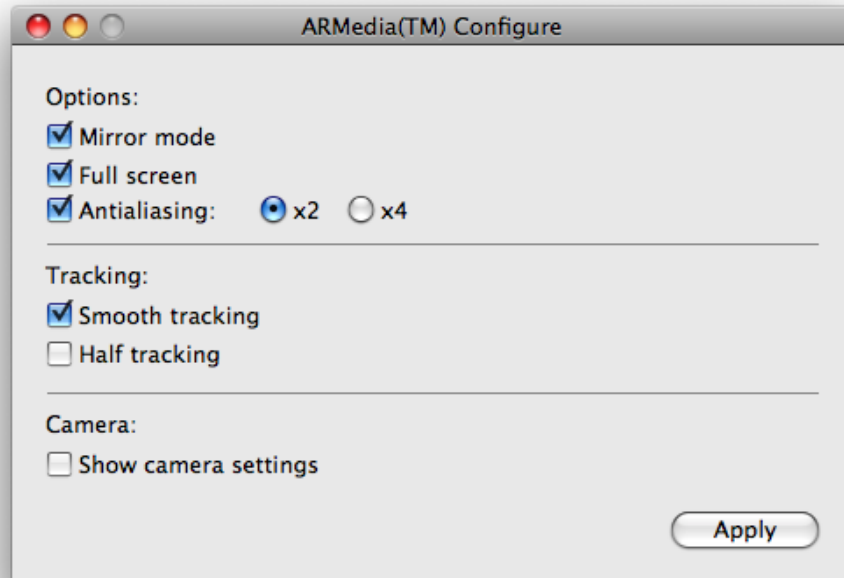 ARMedia(TM) Configure
Options:
Mirror mode
Full screen
Antialiasing: x2 x4
Tracking:
Smooth tracking
Half tracking
Camera:
Show camera settings
Apply